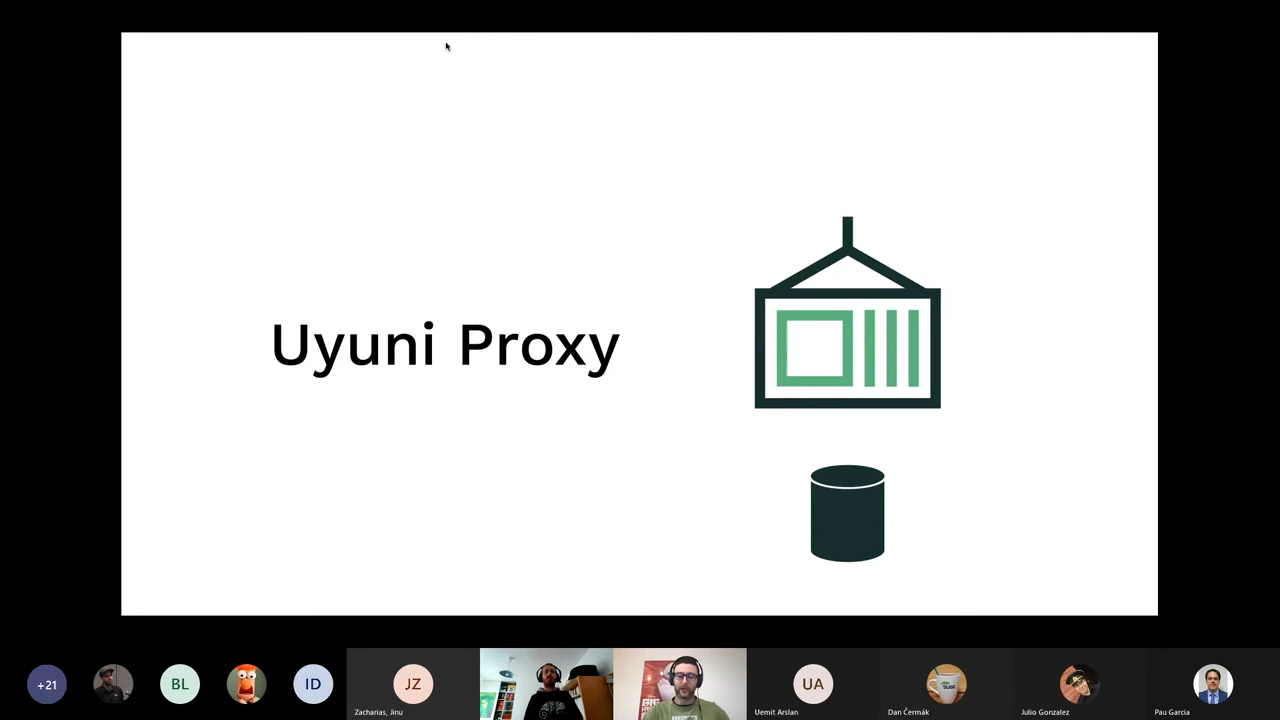 Uyuni Proxy
+21
BL
ID
JZ
Zacharias, Jinu
UA
Uemit Arslan
Dan Čermák
Julio Gonzalez
Pau Garcia